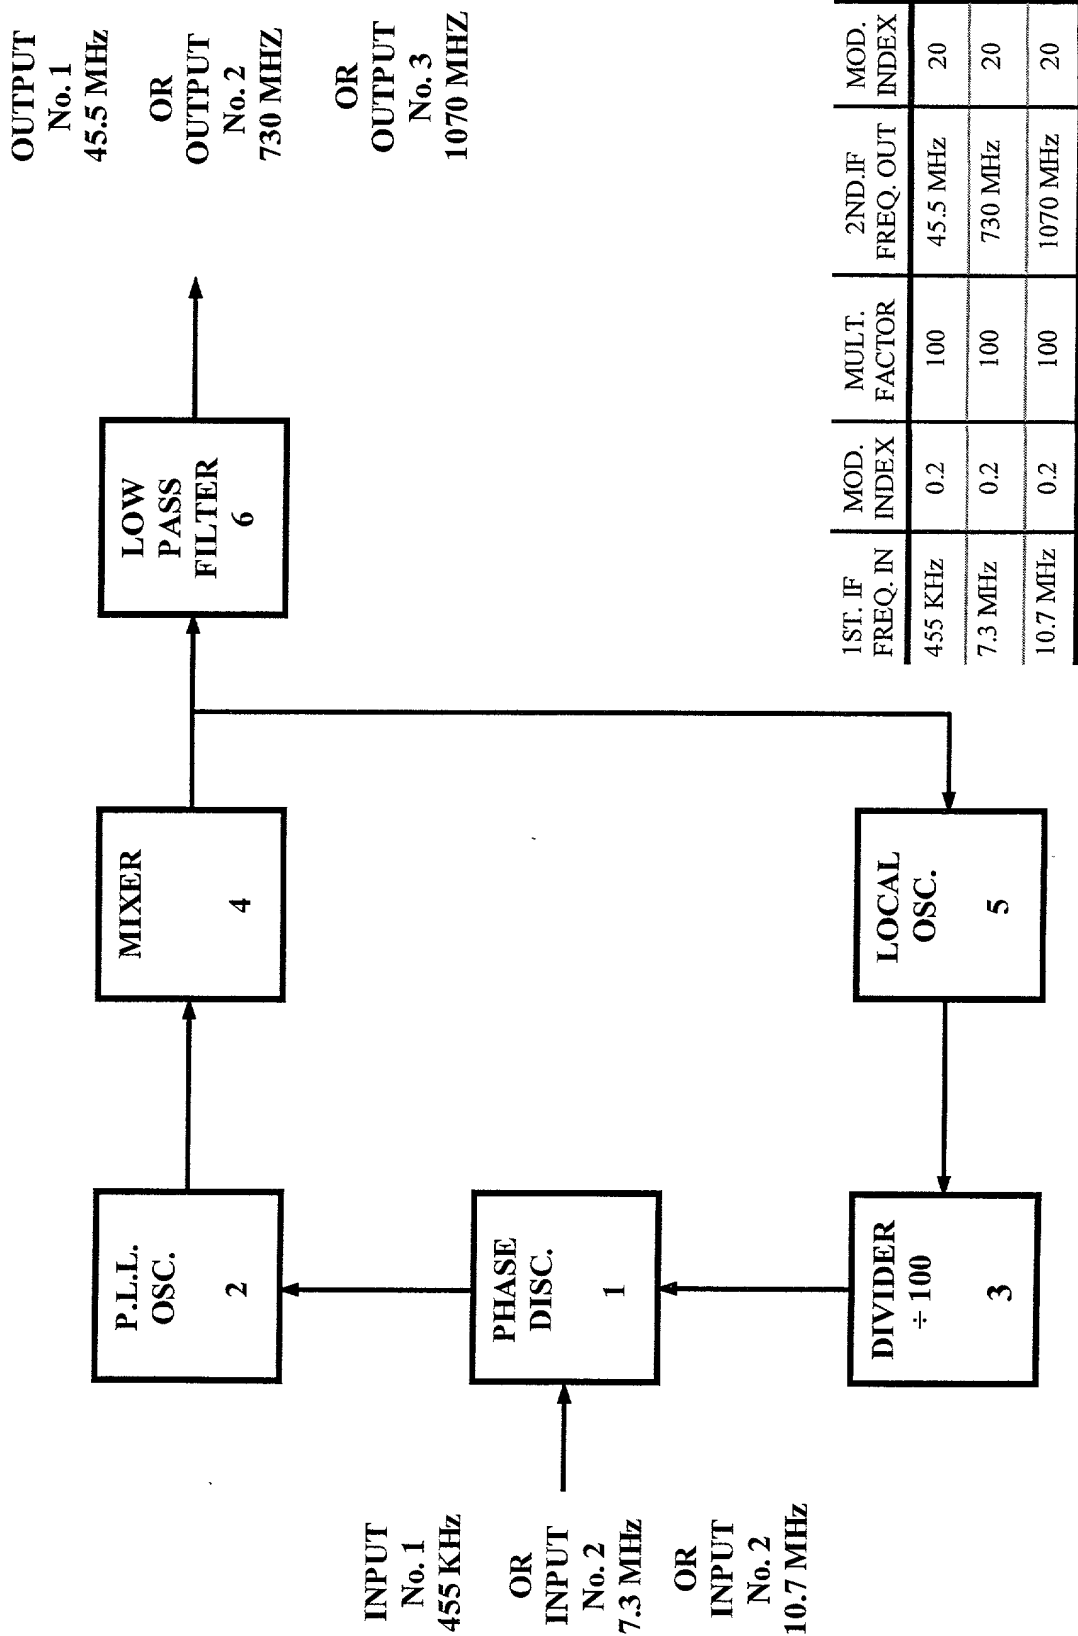 OUTPUT
No. 1
45.5 MHz
OR
OUTPUT
No. 2
730 MHZ
OR
OUTPUT
No. 3
1070 MHZ
LOW
PASS
FILTER
6
MIXER
4
P.L.L.
OSC.
2
PHASE
DISC.
1
LOCAL
OSC.
5
DIVIDER
÷ 100
3
INPUT
No. 1
455 KHz
OR
INPUT
No. 2
7.3 MHz
OR
INPUT
No. 2
10.7 MHz
1ST. IF MOD. MULT. 2ND.IF MOD.
FREQ. IN INDEX FACTOR FREQ. OUT INDEX
455 KHz 0.2 100 45.5 MHz 20
7.3 MHz 0.2 100 730 MHz 20
10.7 MHz 0.2 100 1070 MHz 20